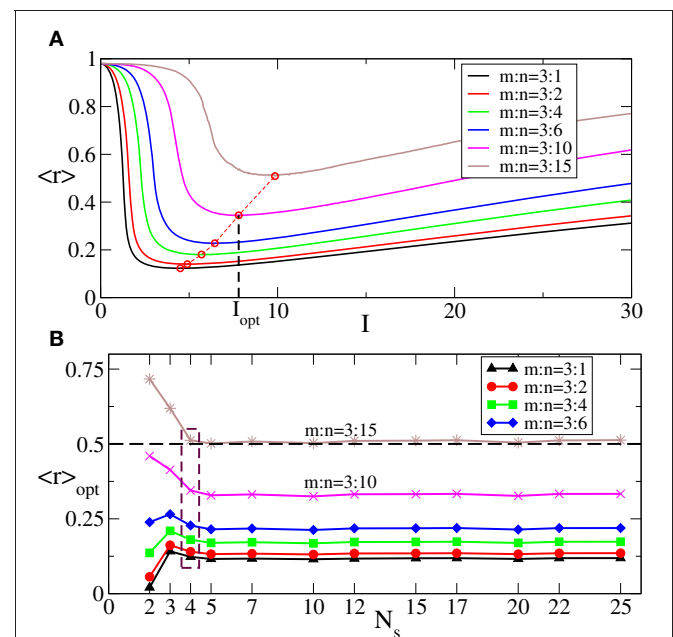 A
1
0.8
0.6
0.4
0.2
0
<r>
m:n=3:1
m:n=3:2
m:n=3:4
m:n=3:6
m:n=3:10
m:n=3:15
0 10 20 30
I_opt
I
B
0.75
0.5
0.25
0
<r>_opt
m:n=3:1
m:n=3:2
m:n=3:4
m:n=3:6
m:n=3:15
m:n=3:10
0 2 3 4 5 7 10 12 15 17 20 22 25
N_s